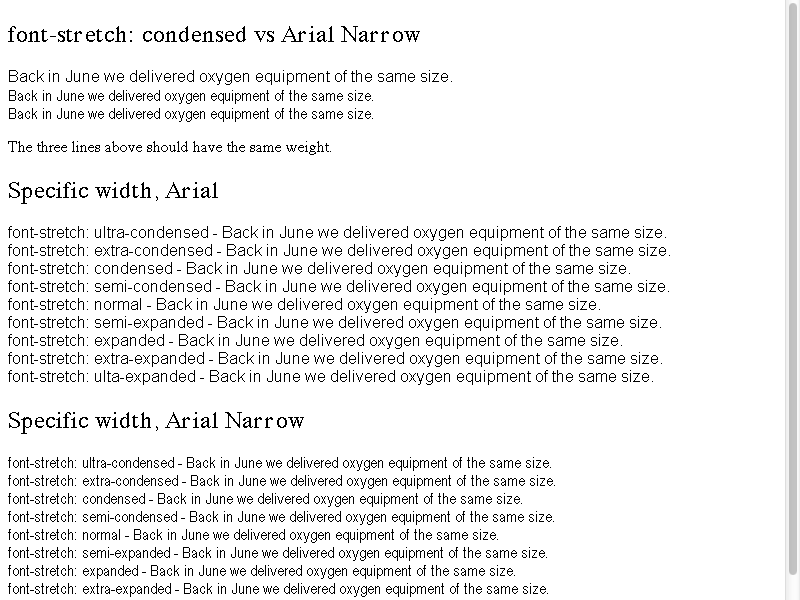 font-stretch: condensed vs Arial Narrow
Back in June we delivered oxygen equipment of the same size.
Back in June we delivered oxygen equipment of the same size.
Back in June we delivered oxygen equipment of the same size.
The three lines above should have the same weight.
Specific width, Arial
font-stretch: ultra-condensed - Back in June we delivered oxygen equipment of the same size.
font-stretch: extra-condensed - Back in June we delivered oxygen equipment of the same size.
font-stretch: condensed - Back in June we delivered oxygen equipment of the same size.
font-stretch: semi-condensed - Back in June we delivered oxygen equipment of the same size.
font-stretch: normal - Back in June we delivered oxygen equipment of the same size.
font-stretch: semi-expanded - Back in June we delivered oxygen equipment of the same size.
font-stretch: expanded - Back in June we delivered oxygen equipment of the same size.
font-stretch: extra-expanded - Back in June we delivered oxygen equipment of the same size.
font-stretch: ulta-expanded - Back in June we delivered oxygen equipment of the same size.
Specific width, Arial Narrow
font-stretch: ultra-condensed - Back in June we delivered oxygen equipment of the same size.
font-stretch: extra-condensed - Back in June we delivered oxygen equipment of the same size.
font-stretch: condensed - Back in June we delivered oxygen equipment of the same size.
font-stretch: semi-condensed - Back in June we delivered oxygen equipment of the same size.
font-stretch: normal - Back in June we delivered oxygen equipment of the same size.
font-stretch: semi-expanded - Back in June we delivered oxygen equipment of the same size.
font-stretch: expanded - Back in June we delivered oxygen equipment of the same size.
font-stretch: extra-expanded - Back in June we delivered oxygen equipment of the same size.